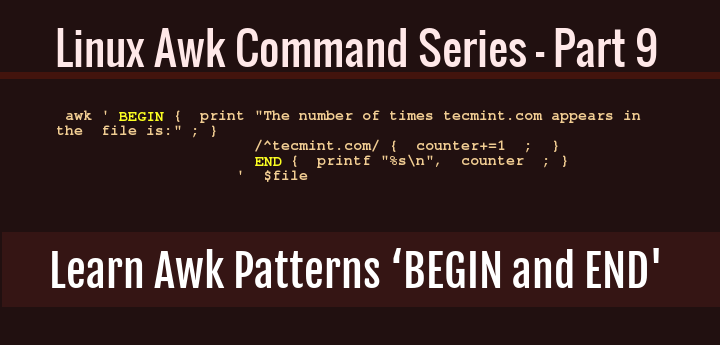 Linux Awk Command Series - Part 9
awk ' BEGIN {  print "The number of times tecmint.com appears in
the  file is:" ; }
/^tecmint.com/ {  counter+=1  ;  }
END {  printf "%s\n",  counter  ; }
'  $file
Learn Awk Patterns ‘BEGIN and END'